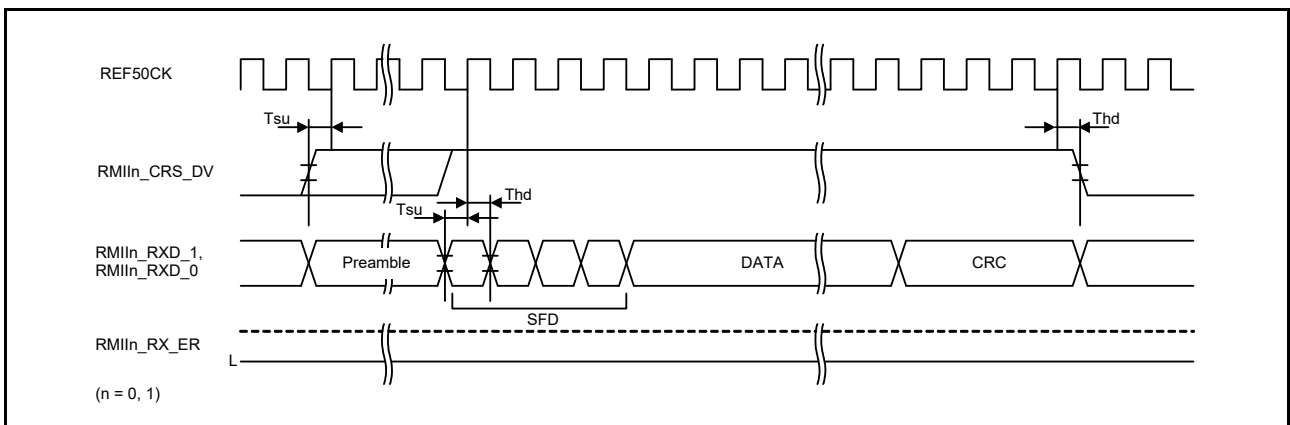 REF50CK
Tsu
Thd
RMIIn_CRS_DV
Thd
Tsu
RMIIn_RXD_1,
RMIIn_RXD_0
Preamble
DATA
CRC
SFD
RMIIn_RX_ER
L
(n = 0, 1)